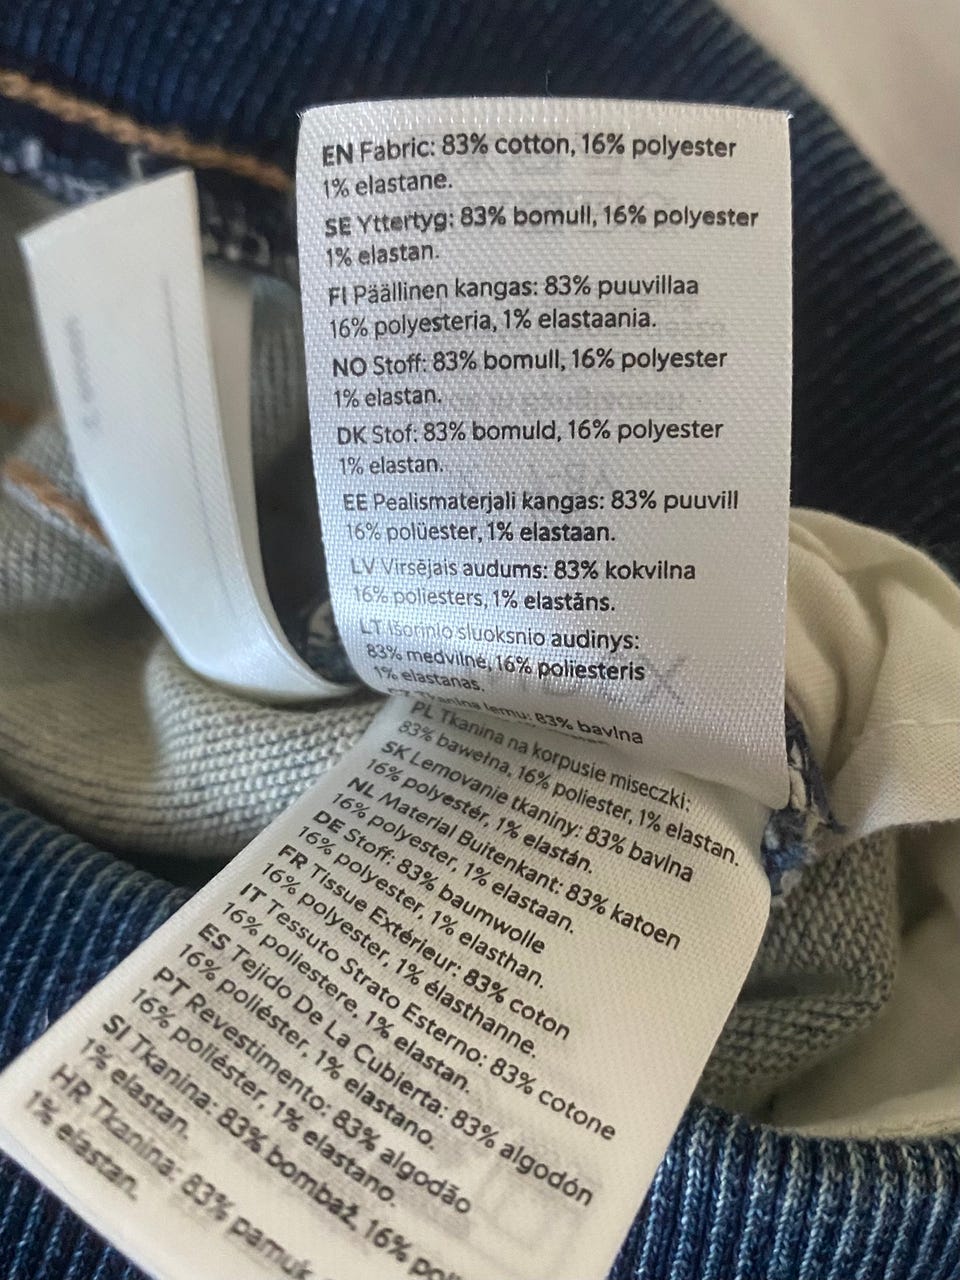 EN Fabric: 83% cotton, 16% polyester
1% elastane.
SE Yttertyg: 83% bomull, 16% polyester
1% elastan.
FI Päällinen kangas: 83% puuvillaa
16% polyesteria, 1% elastaania.
NO Stoff: 83% bomull, 16% polyester
1% elastan.
DK Stof: 83% bomuld, 16% polyester
1% elastan.
EE Pealismaterjali kangas: 83% puuvill
16% polüester, 1% elastaan.
LV Virsējais audums: 83% kokvilna
16% poliesters, 1% elastāns.
LT Išorinio sluoksnio audinys:
83% medvilnė, 16% poliesteris
1% elastanas.
Tkanina lemu: 83% bavlna
PL Tkanina na korpusie miseczki:
83% bawełna, 16% poliester, 1% elastan.
SK Lemovanie tkaniny: 83% bavlna
16% polyestér, 1% elastán.
NL Material Buitenkant: 83% katoen
16% polyester, 1% elastaan.
DE Stoff: 83% baumwolle
16% polyester, 1% elasthan.
FR Tissue Extérieur: 83% coton
16% polyester, 1% élasthanne.
IT Tessuto Strato Esterno: 83% cotone
16% poliestere, 1% elastan.
ES Tejido De La Cubierta: 83% algodón
16% poliéster, 1% elastano.
PT Revestimento: 83% algodão
16% poliéster, 1% elastano.
SI Tkanina: 83% bombaž, 16%
1% elastan.
HR Tkanina: 83% pamuk
1% elastan.